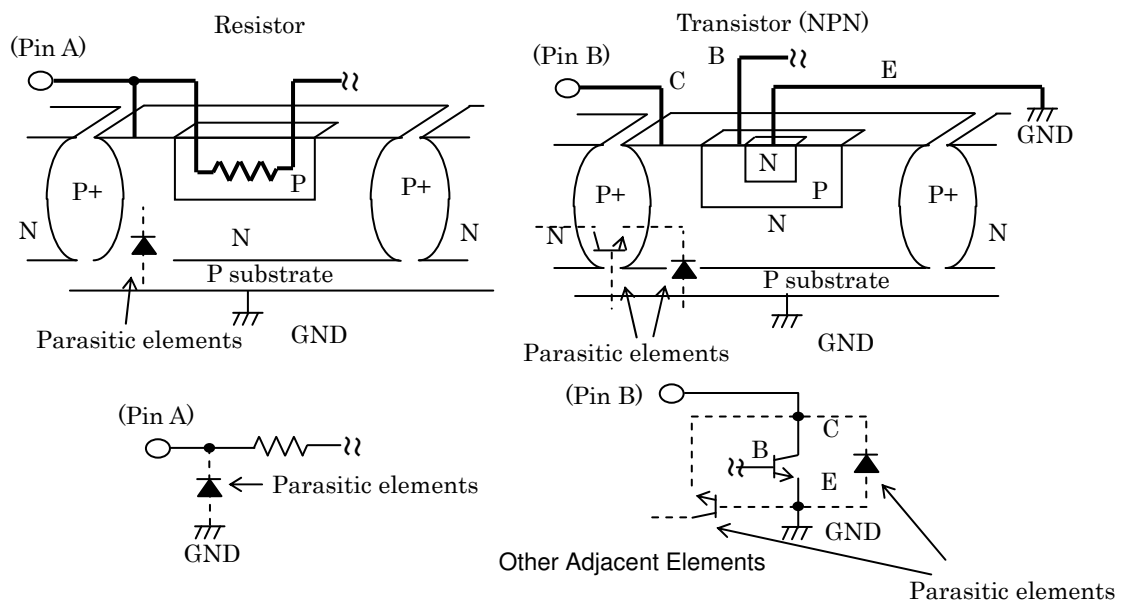 Resistor
(Pin A)
P+
P
P+
N
N
N
P substrate
GND
Parasitic elements
Transistor (NPN)
(Pin B)
B
C
E
GND
N
P+
P
P+
N
N
N
P substrate
GND
Parasitic elements
(Pin A)
Parasitic elements
GND
(Pin B)
C
B
E
GND
Other Adjacent Elements
Parasitic elements